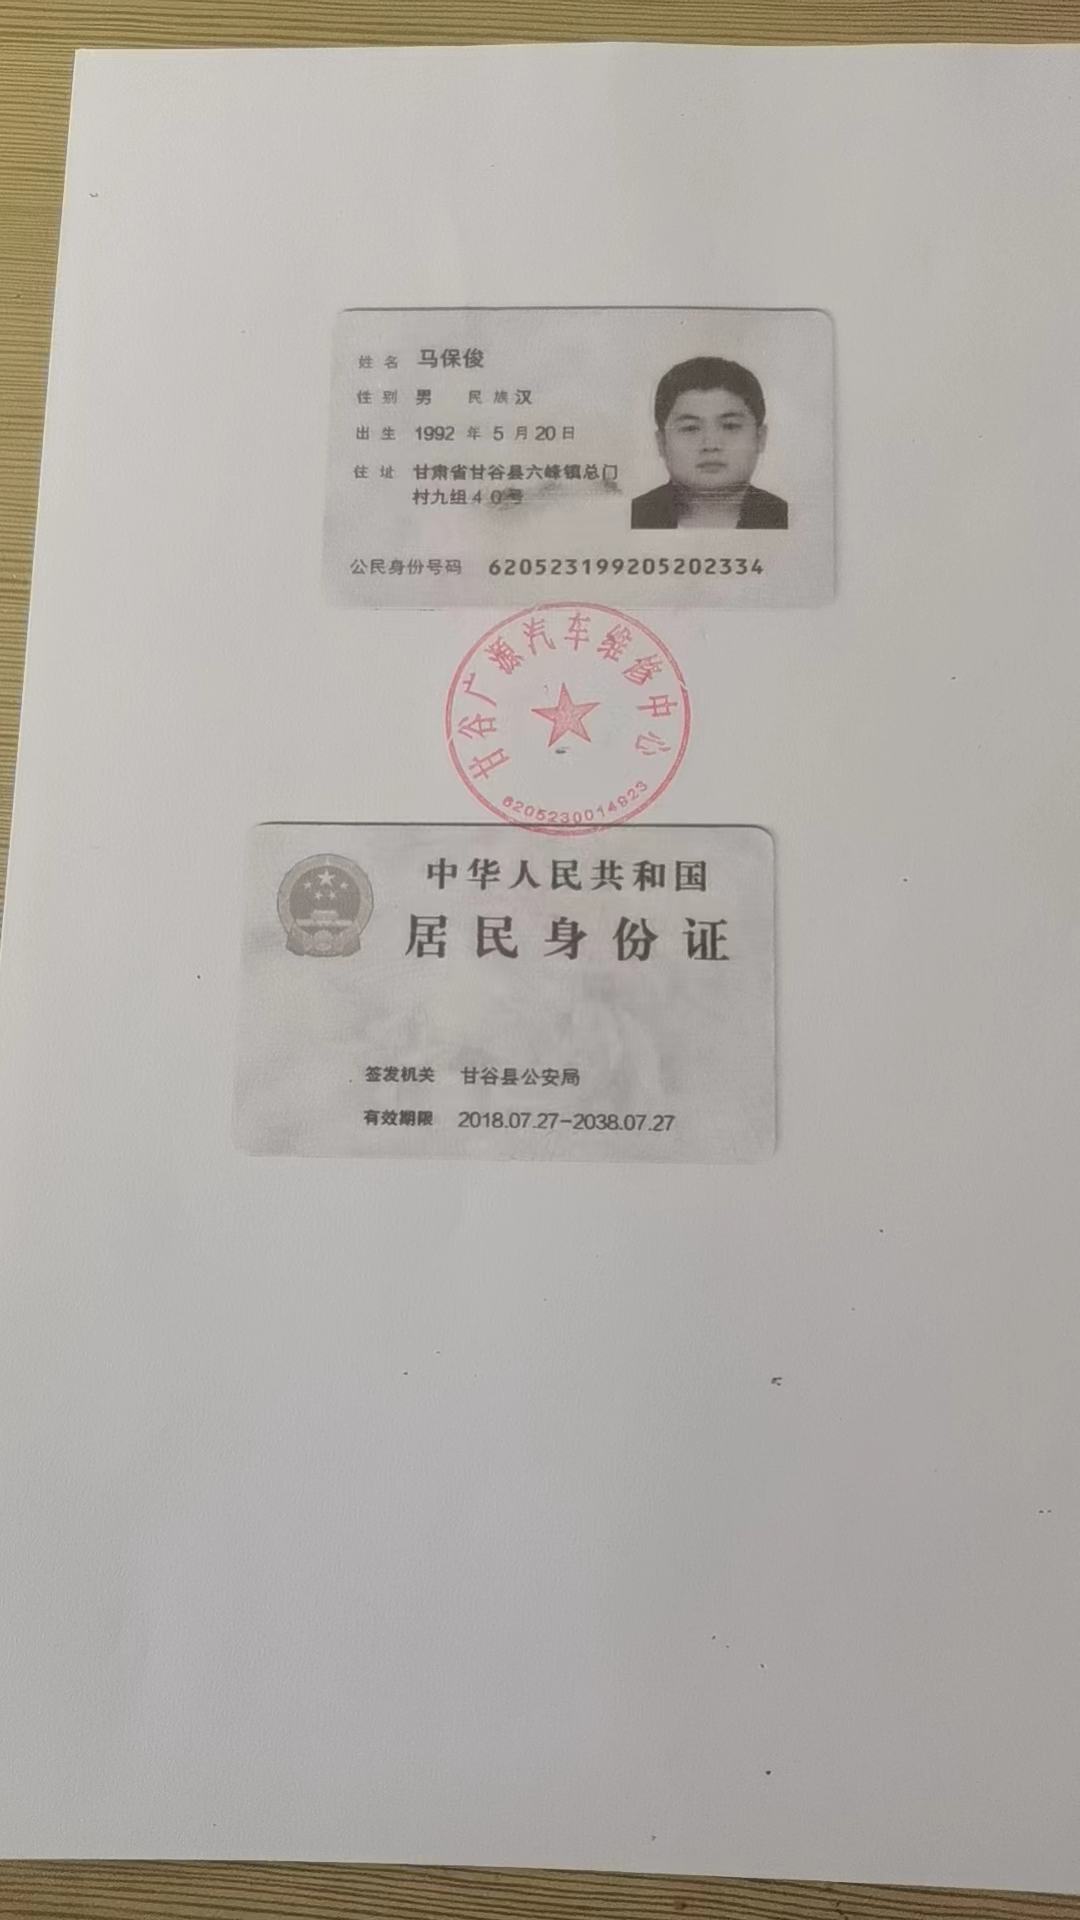 姓名 马保俊
性别 男 民族 汉
出生 1992 年 5 月 20 日
住址 甘肃省甘谷县六峰镇总门
村九组40号
公民身份号码 620523199205202334
甘谷广源汽车维修中心
6205230014923
中华人民共和国
居民身份证
签发机关 甘谷县公安局
有效期限 2018.07.27-2038.07.27